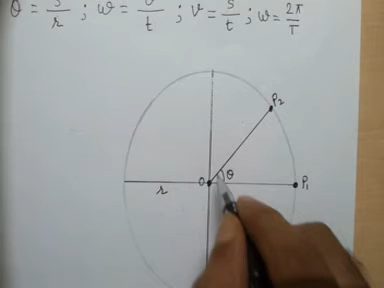 θ = s/r ; ω = θ/t ; v = s/t ; ω = 2π/T
P2
O θ P1
r